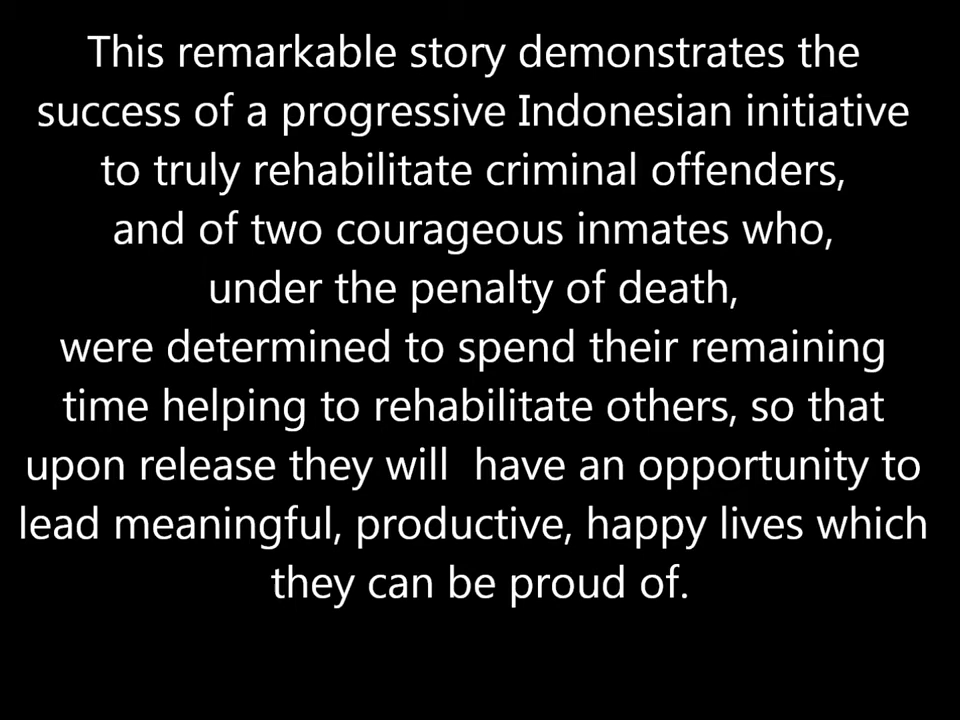 This remarkable story demonstrates the
success of a progressive Indonesian initiative
to truly rehabilitate criminal offenders,
and of two courageous inmates who,
under the penalty of death,
were determined to spend their remaining
time helping to rehabilitate others, so that
upon release they will  have an opportunity to
lead meaningful, productive, happy lives which
they can be proud of.